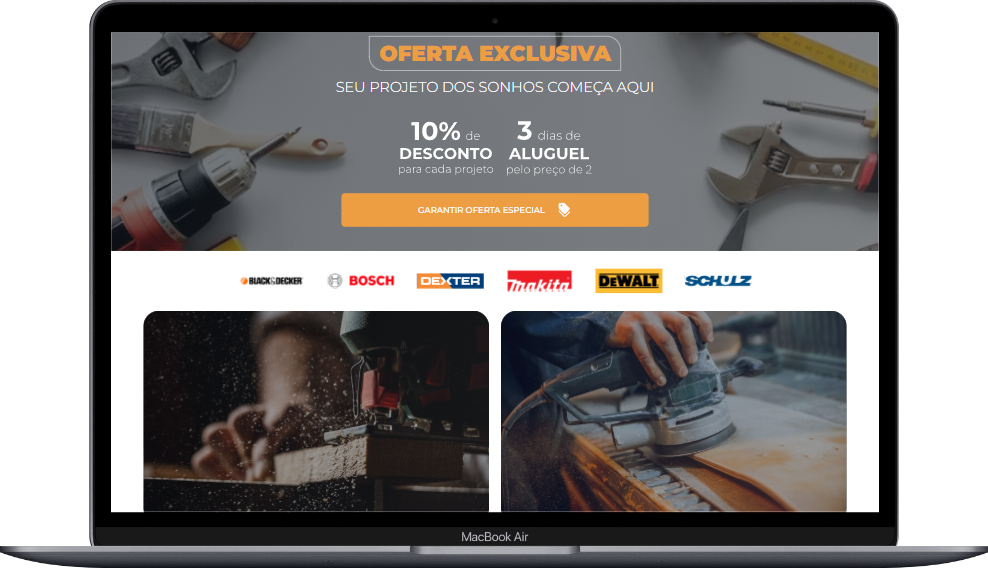 OFERTA EXCLUSIVA
SEU PROJETO DOS SONHOS COMEÇA AQUI
10% de
DESCONTO
para cada projeto
3 dias de
ALUGUEL
pelo preço de 2
GARANTIR OFERTA ESPECIAL
BLACK&DECKER
BOSCH
DEXTER
makita
DEWALT
SCHULZ
MacBook Air